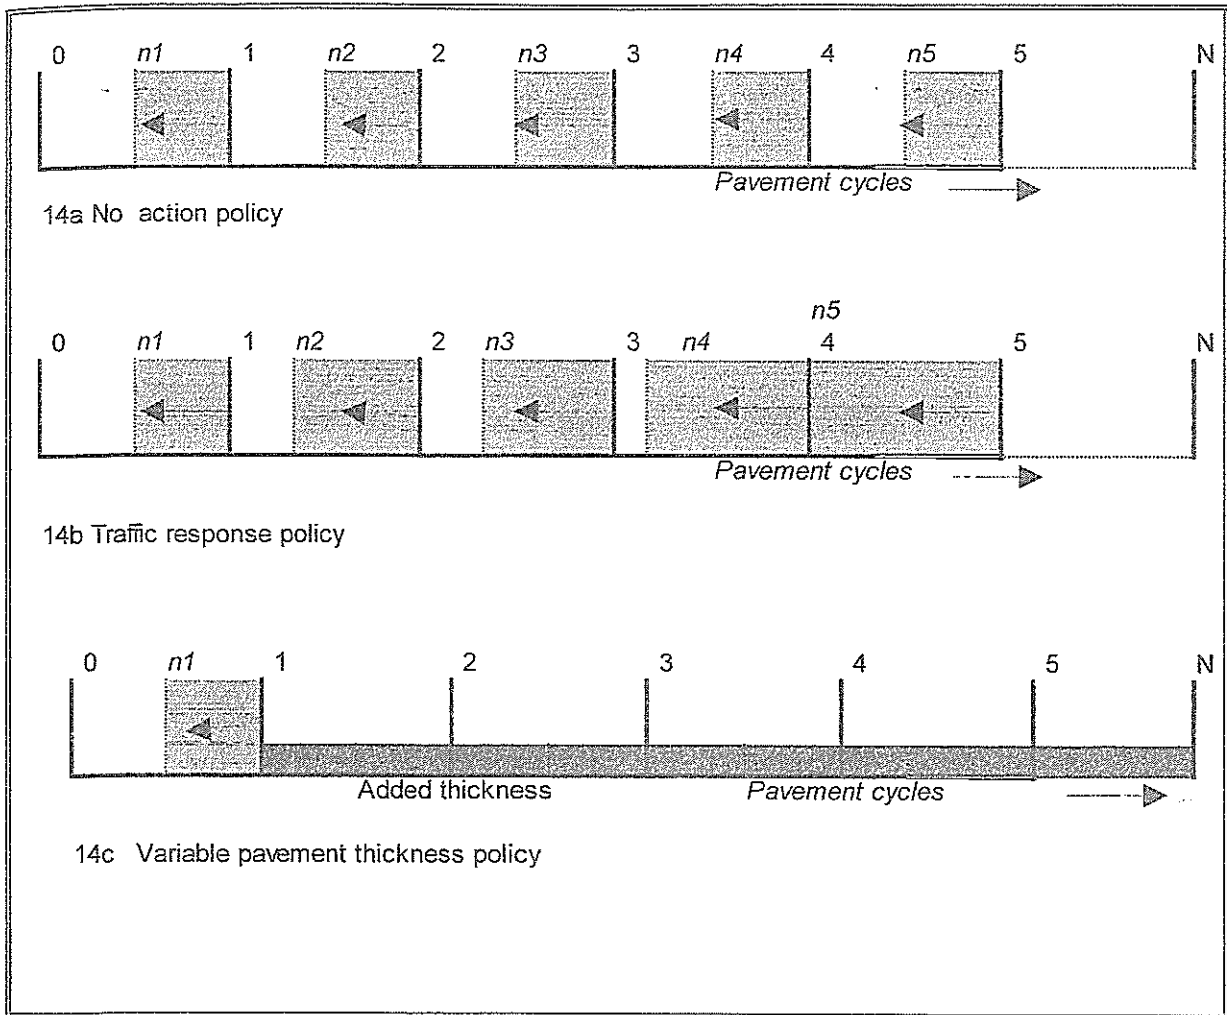 0 n1 1 n2 2 n3 3 n4 4 n5 5 N
Pavement cycles
14a No action policy
n5
0 n1 1 n2 2 n3 3 n4 4 5 N
Pavement cycles
14b Traffic response policy
0 n1 1 2 3 4 5 N
Added thickness Pavement cycles
14c Variable pavement thickness policy